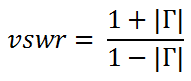 vswr = (1 + |Γ|) / (1 − |Γ|)